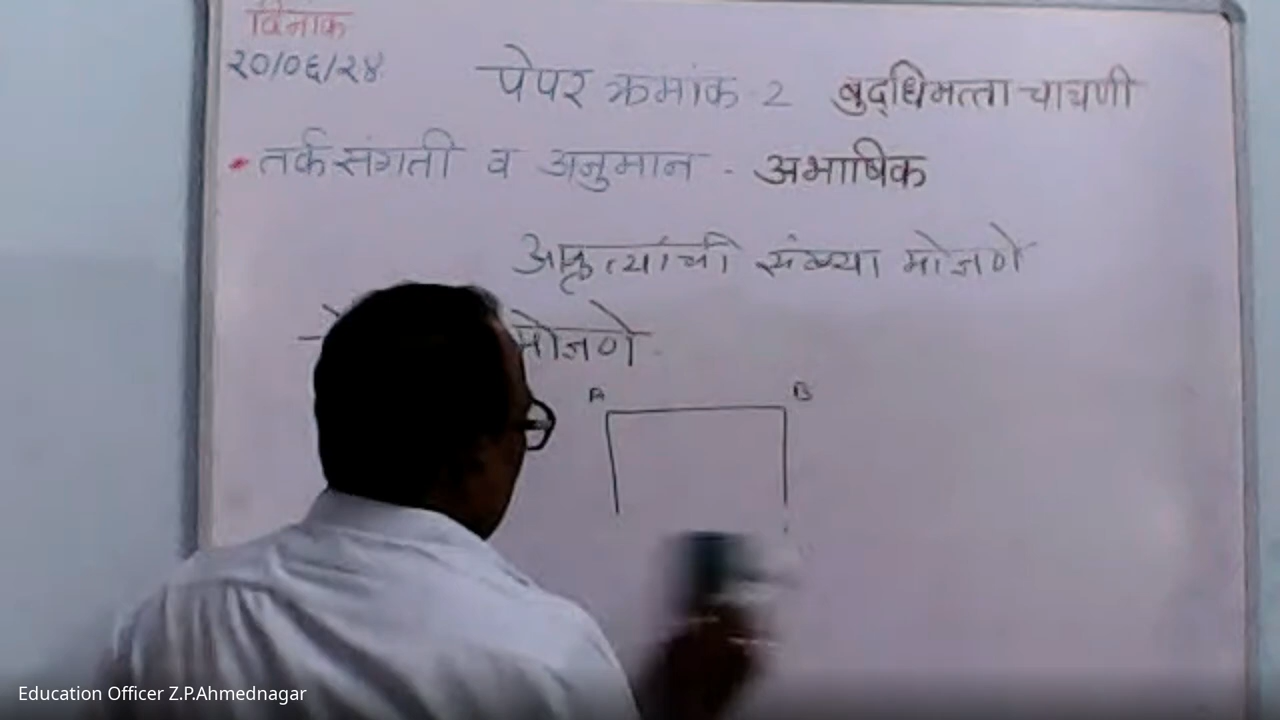 दिनांक
२०/०६/२४
पेपर क्रमांक - 2 बुद्धिमत्ता चाचणी
तर्कसंगती व अनुमान - अभाषिक
आकृत्यांची संख्या मोजणे
मोजणे -
A B
Education Officer Z.P.Ahmednagar